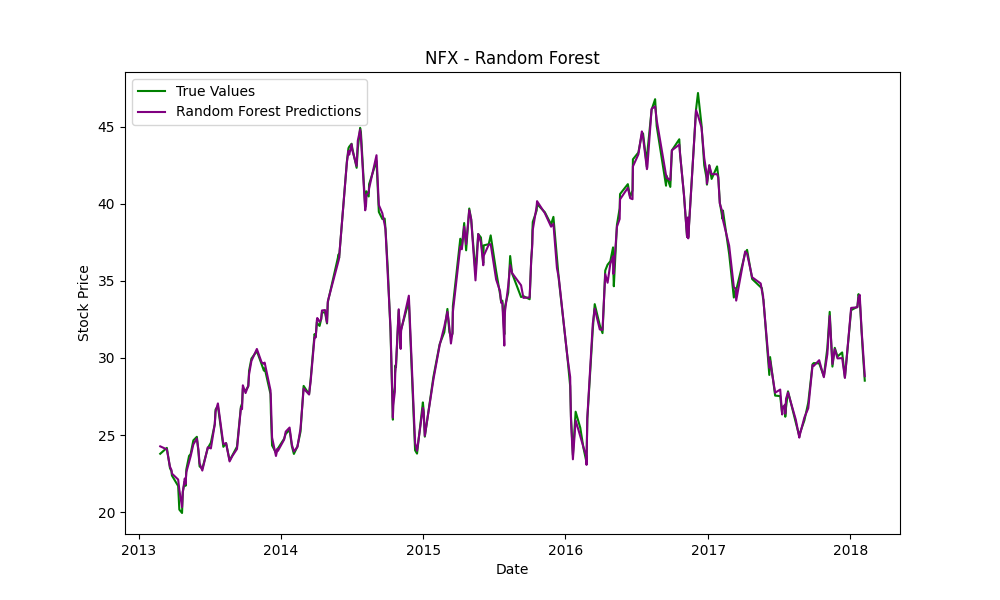 NFX - Random Forest
True Values
Random Forest Predictions
Stock Price
45
40
35
30
25
20
2013
2014
2015
2016
2017
2018
Date